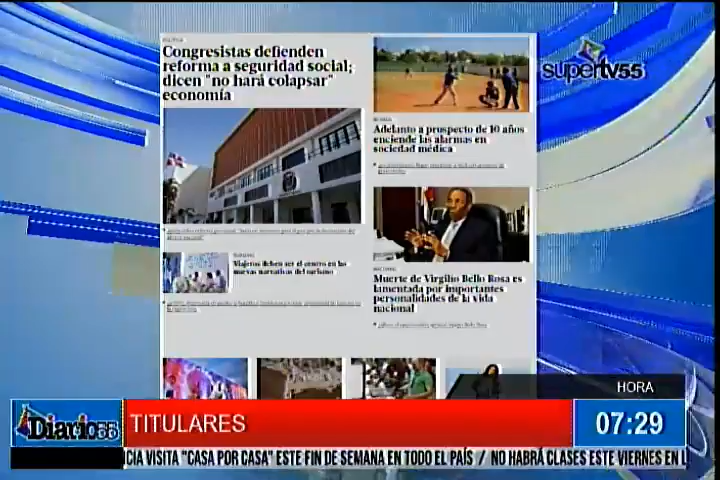 Congresistas defienden
reforma a seguridad social;
dicen "no hará colapsar"
economía
supertv55
Adelanto a prospecto de 10 años
enciende las alarmas en
sociedad médica
Viajeros deben ser el centro en las
nuevas narrativas del turismo
Muerte de Virgilio Bello Rosa es
lamentada por importantes
personalidades de la vida
nacional
HORA
Diario55
TITULARES
07:29
CIA VISITA "CASA POR CASA" ESTE FIN DE SEMANA EN TODO EL PAÍS / NO HABRÁ CLASES ESTE VIERNES EN L